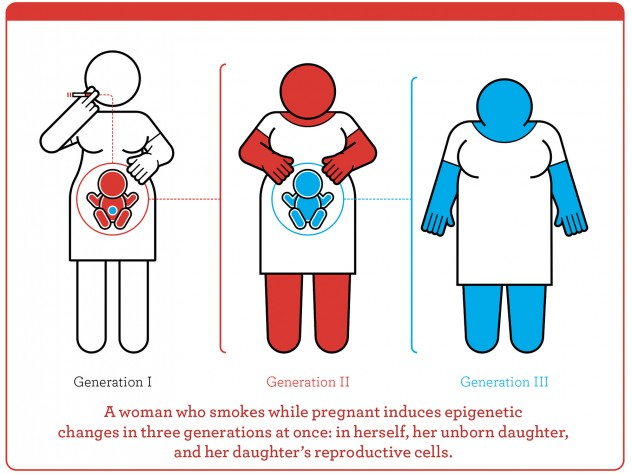 Generation I
Generation II
Generation III
A woman who smokes while pregnant induces epigenetic
changes in three generations at once: in herself, her unborn daughter,
and her daughter's reproductive cells.